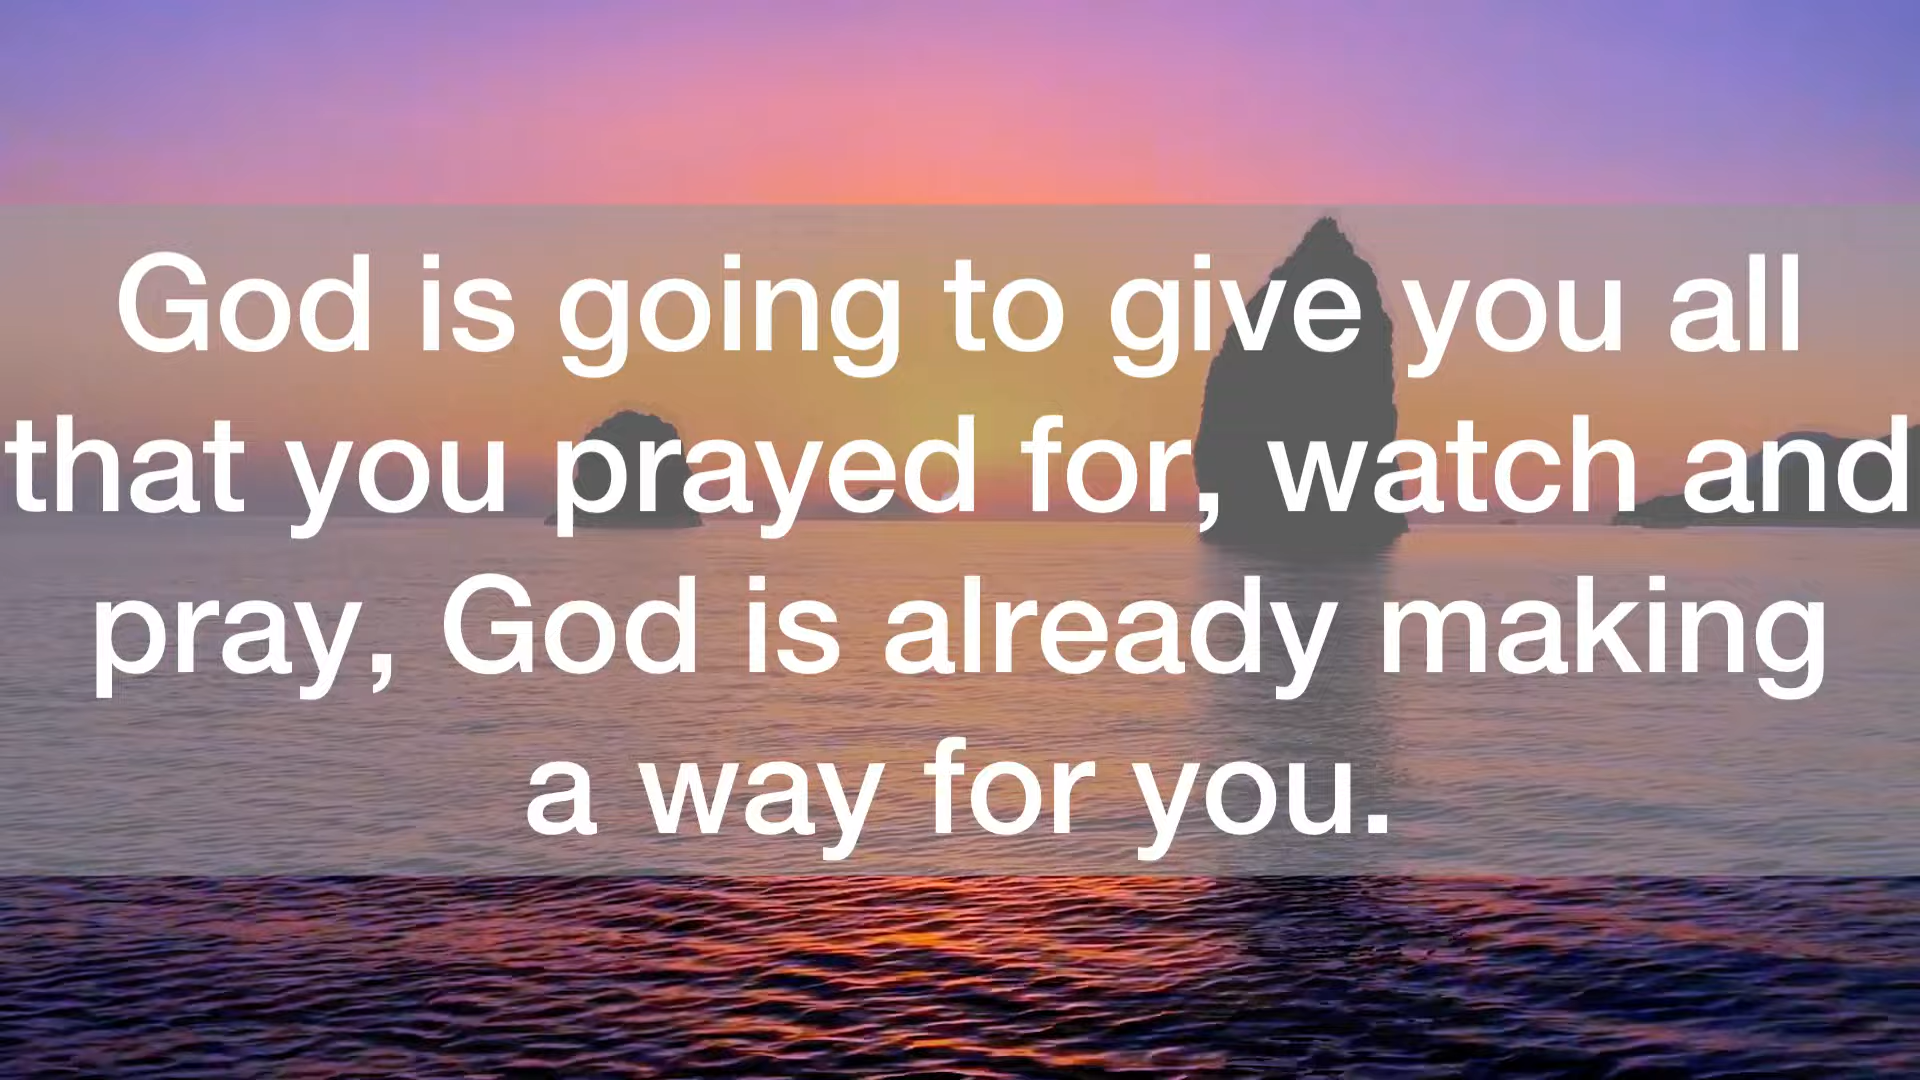 God is going to give you all
that you prayed for, watch and
pray, God is already making
a way for you.